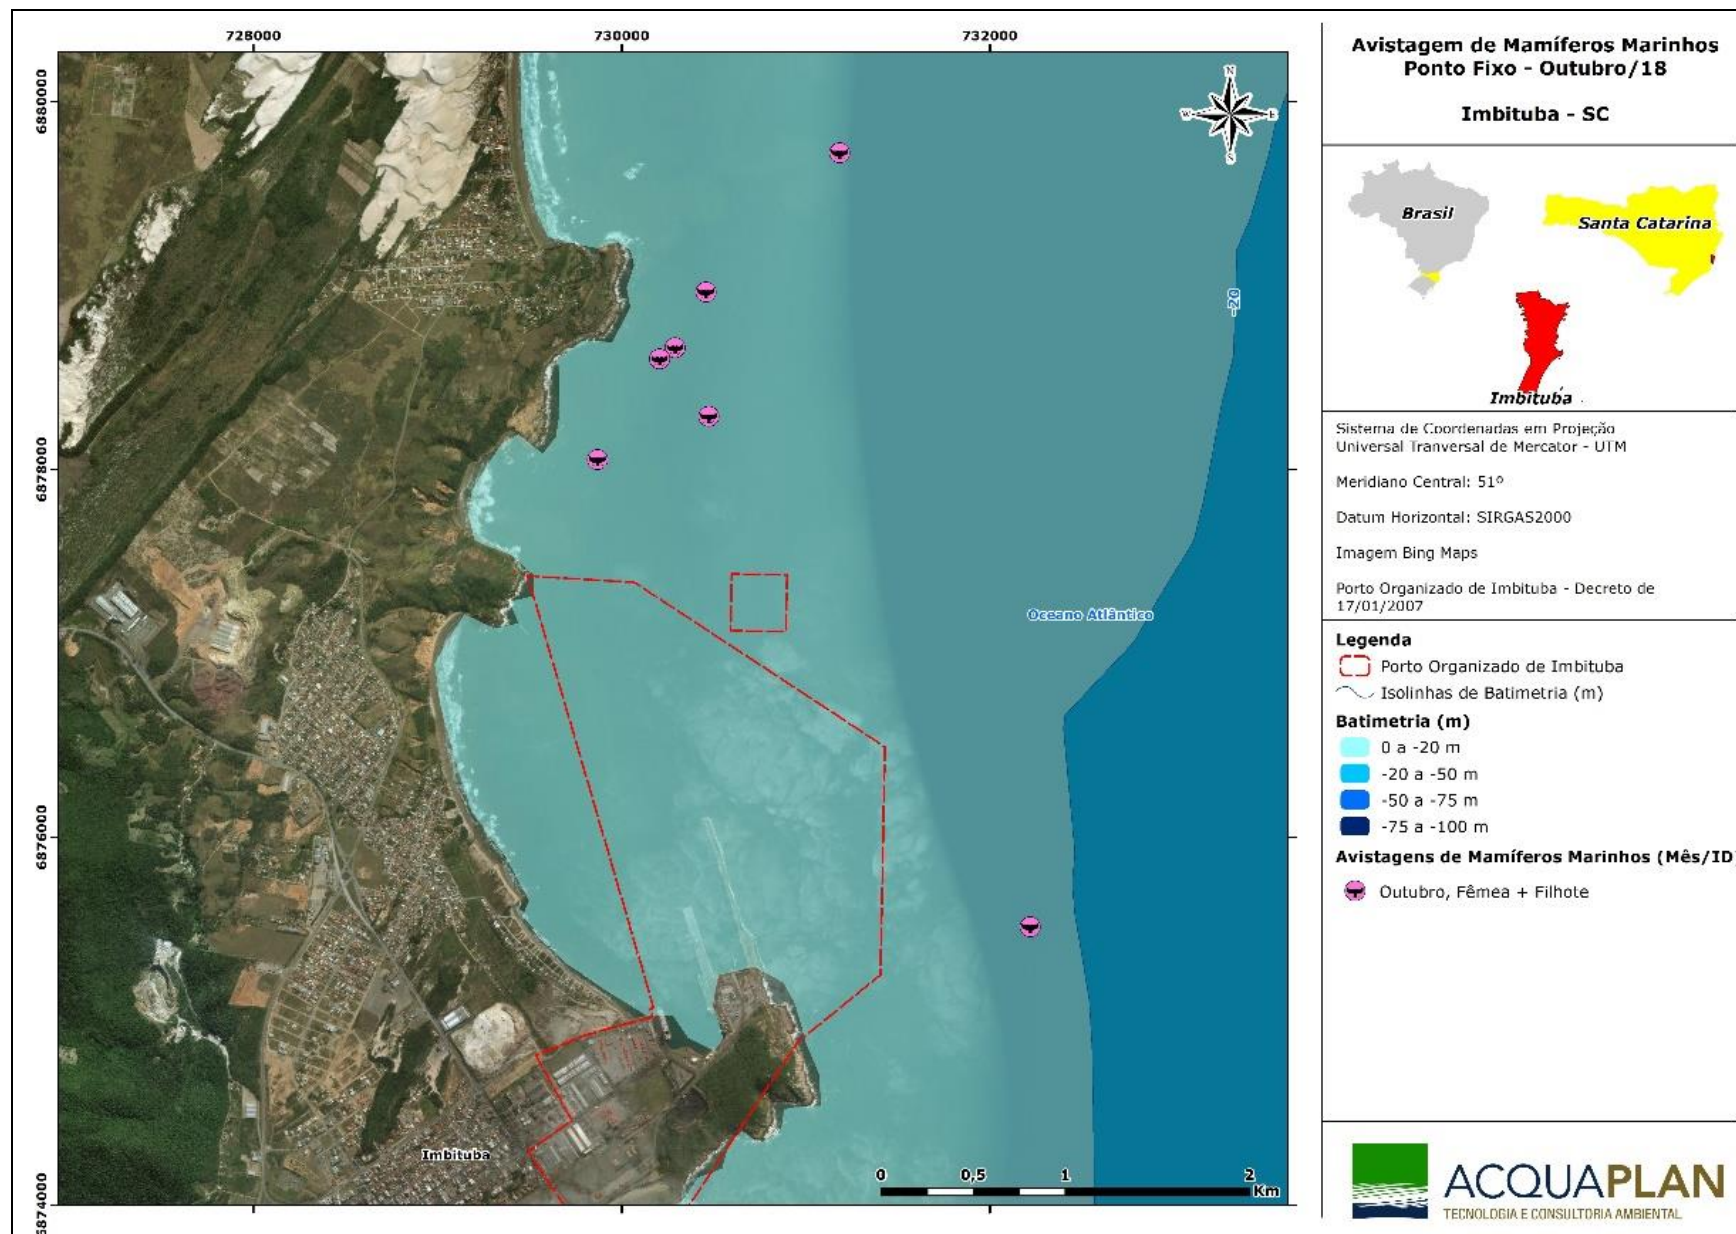 728000
730000
732000
6880000
6878000
6876000
6874000
N
W
E
S
-20
Oceano Atlântico
Imbituba
0
0,5
1
2
Km
Avistagem de Mamíferos Marinhos
Ponto Fixo - Outubro/18
Imbituba - SC
Brasil
Santa Catarina
Imbituba
Sistema de Coordenadas em Projeção
Universal Tranversal de Mercator - UTM
Meridiano Central: 51º
Datum Horizontal: SIRGAS2000
Imagem Bing Maps
Porto Organizado de Imbituba - Decreto de
17/01/2007
Legenda
Porto Organizado de Imbituba
Isolinhas de Batimetria (m)
Batimetria (m)
0 a -20 m
-20 a -50 m
-50 a -75 m
-75 a -100 m
Avistagens de Mamíferos Marinhos (Mês/ID)
Outubro, Fêmea + Filhote
ACQUAPLAN
TECNOLOGIA E CONSULTORIA AMBIENTAL